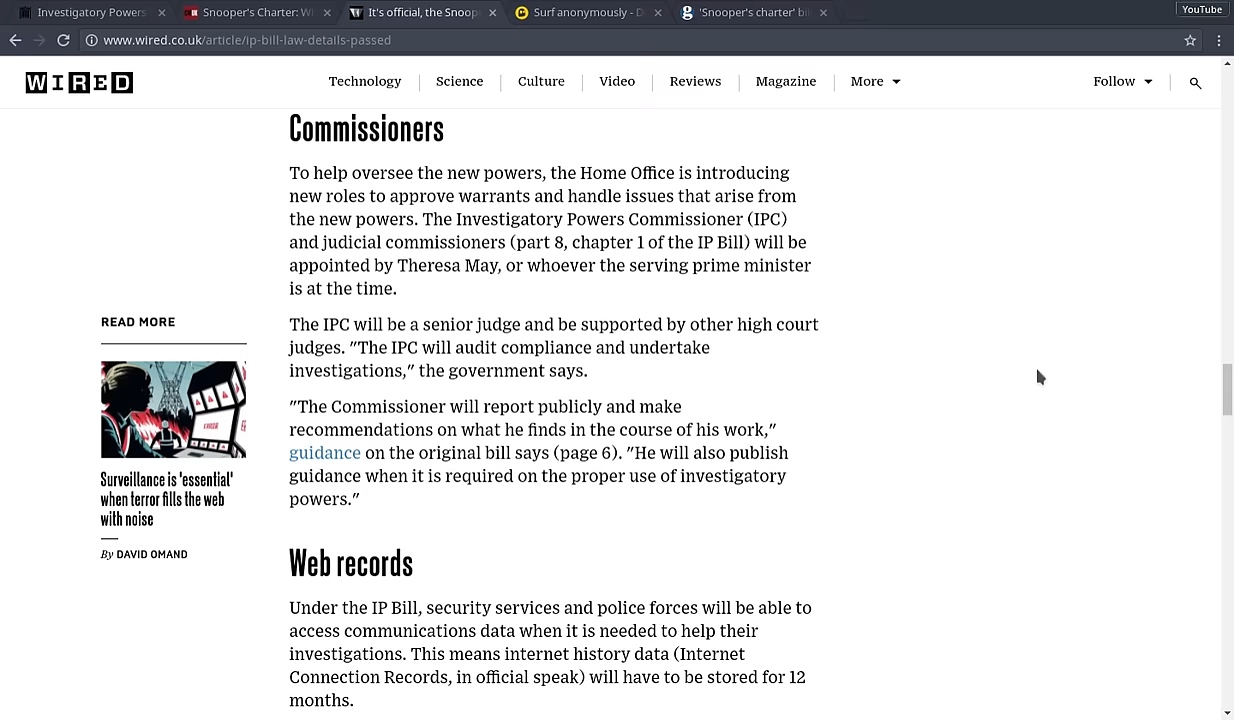 Investigatory Powers
Snooper's Charter: Wi
It's official, the Snoop
Surf anonymously - D
'Snooper's charter' bi
YouTube
www.wired.co.uk/article/ip-bill-law-details-passed
WIRED
Technology
Science
Culture
Video
Reviews
Magazine
More
Follow
Commissioners
To help oversee the new powers, the Home Office is introducing
new roles to approve warrants and handle issues that arise from
the new powers. The Investigatory Powers Commissioner (IPC)
and judicial commissioners (part 8, chapter 1 of the IP Bill) will be
appointed by Theresa May, or whoever the serving prime minister
is at the time.
The IPC will be a senior judge and be supported by other high court
judges. "The IPC will audit compliance and undertake
investigations," the government says.
"The Commissioner will report publicly and make
recommendations on what he finds in the course of his work,"
guidance on the original bill says (page 6). "He will also publish
guidance when it is required on the proper use of investigatory
powers."
READ MORE
Surveillance is 'essential'
when terror fills the web
with noise
By DAVID OMAND
Web records
Under the IP Bill, security services and police forces will be able to
access communications data when it is needed to help their
investigations. This means internet history data (Internet
Connection Records, in official speak) will have to be stored for 12
months.